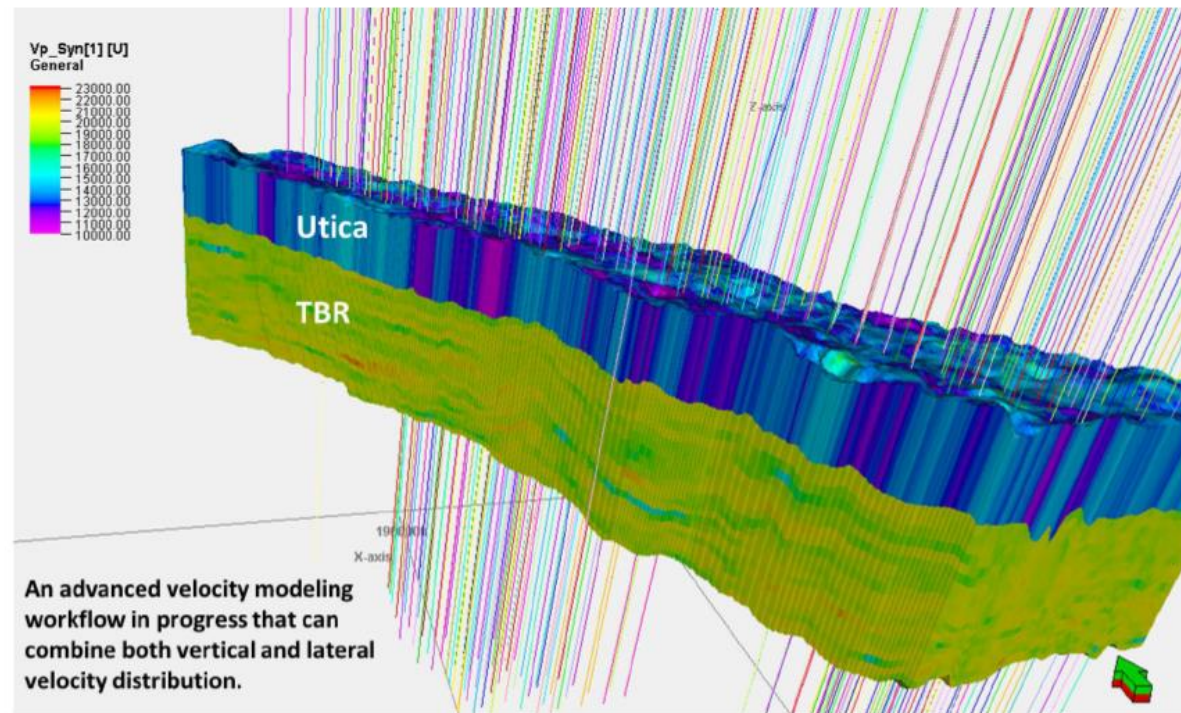 Vp_Syn[1] [U]
General
23000.00
22000.00
21000.00
20000.00
19000.00
18000.00
17000.00
16000.00
15000.00
14000.00
13000.00
12000.00
11000.00
10000.00
Z-axis
Utica
TBR
X-axis
An advanced velocity modeling
workflow in progress that can
combine both vertical and lateral
velocity distribution.